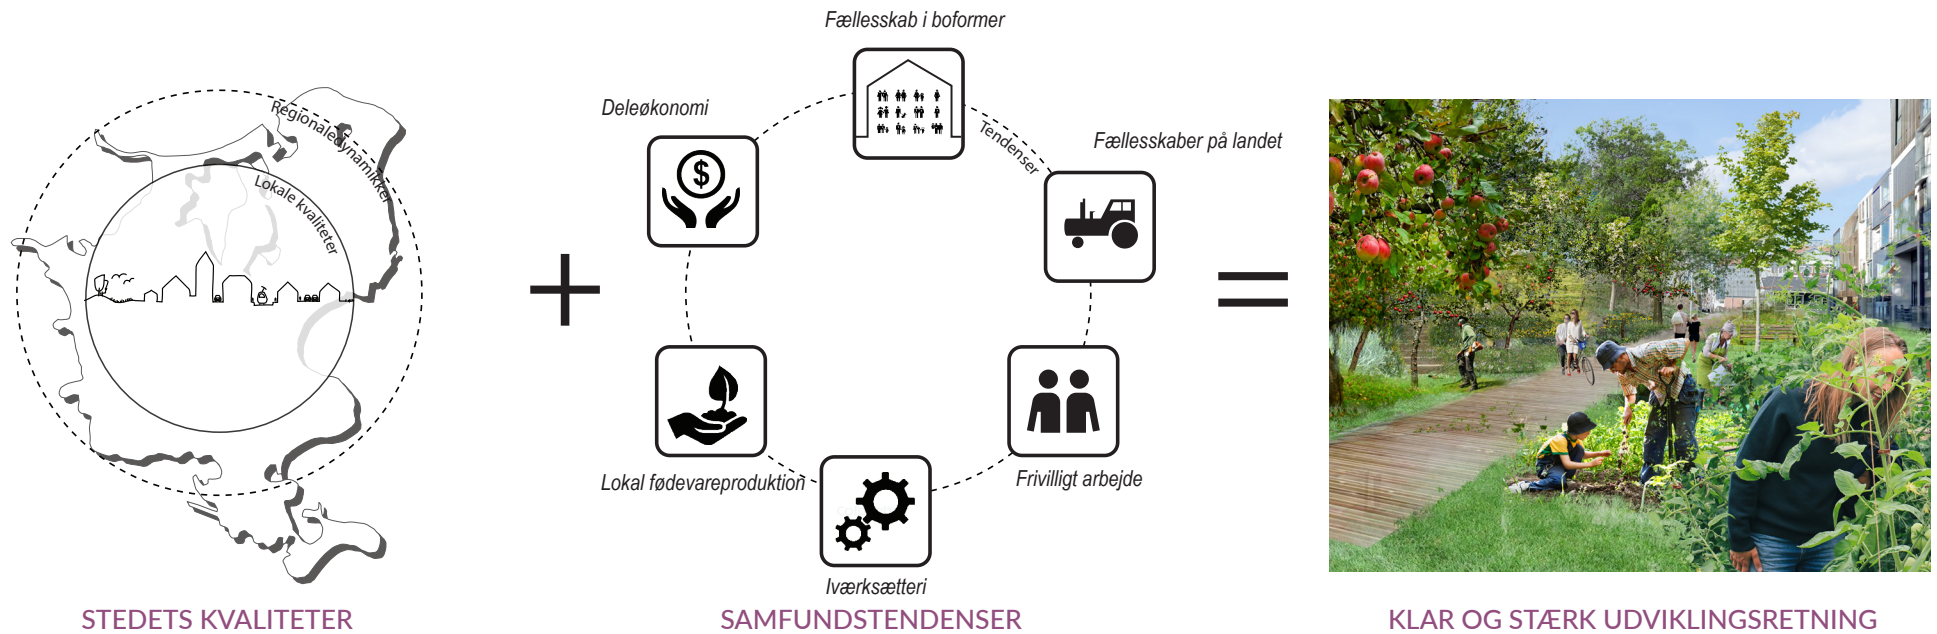 Regionale dynamikker
Lokale kvaliteter
STEDETS KVALITETER
Fællesskab i boformer
Deleøkonomi
$
Tendenser
Fællesskaber på landet
Lokal fødevareproduktion
Frivilligt arbejde
Iværksætteri
SAMFUNDSTENDENSER
KLAR OG STÆRK UDVIKLINGSRETNING